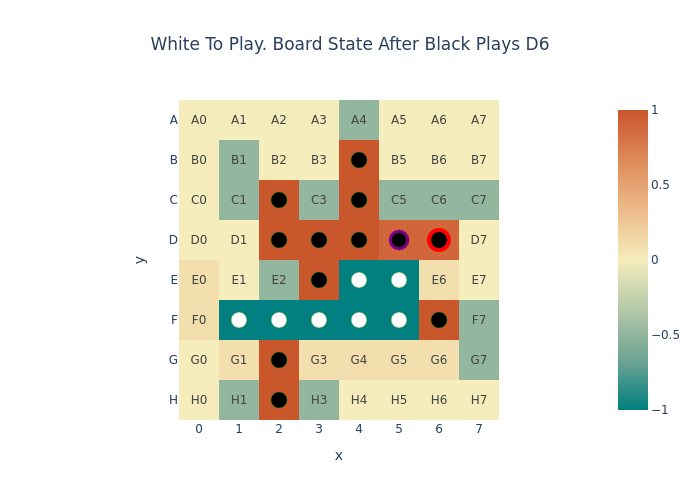 White To Play. Board State After Black Plays D6
A A0 A1 A2 A3 A4 A5 A6 A7
B B0 B1 B2 B3 B5 B6 B7
C C0 C1 C3 C5 C6 C7
D D0 D1 D7
E E0 E1 E2 E6 E7
F F0 F7
G G0 G1 G3 G4 G5 G6 G7
H H0 H1 H3 H4 H5 H6 H7
0 1 2 3 4 5 6 7
x
y
1
0.5
0
−0.5
−1